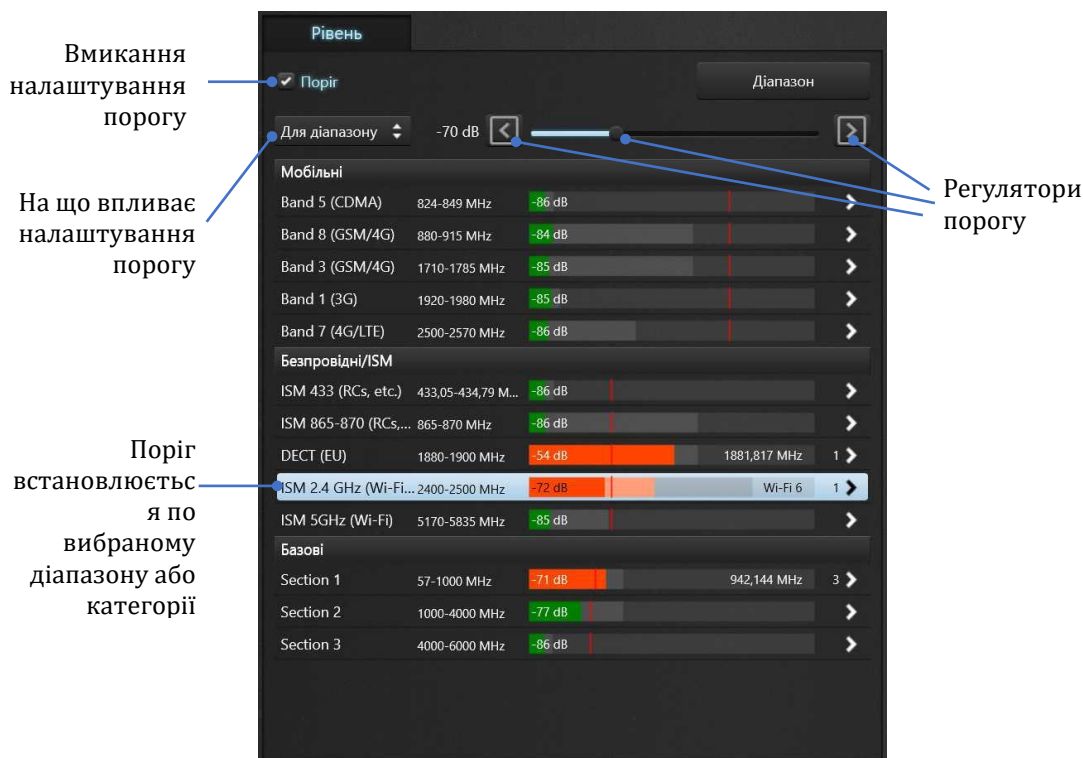 Рівень
Вмикання
налаштування
порогу
Поріг
Діапазон
Для діапазону
-70 dB
На що впливає
налаштування
порогу
Регулятори
порогу
Мобільні
Band 5 (CDMA) 824-849 MHz -86 dB
Band 8 (GSM/4G) 880-915 MHz -84 dB
Band 3 (GSM/4G) 1710-1785 MHz -85 dB
Band 1 (3G) 1920-1980 MHz -85 dB
Band 7 (4G/LTE) 2500-2570 MHz -86 dB
Безпровідні/ISM
ISM 433 (RCs, etc.) 433,05-434,79 M... -86 dB
ISM 865-870 (RCs,... 865-870 MHz -86 dB
DECT (EU) 1880-1900 MHz -54 dB 1881,817 MHz 1
ISM 2.4 GHz (Wi-Fi... 2400-2500 MHz -72 dB Wi-Fi 6 1
ISM 5GHz (Wi-Fi) 5170-5835 MHz -85 dB
Поріг
встановлюєтьс
я по
вибраному
діапазону або
категорії
Базові
Section 1 57-1000 MHz -71 dB 942,144 MHz 3
Section 2 1000-4000 MHz -77 dB
Section 3 4000-6000 MHz -86 dB